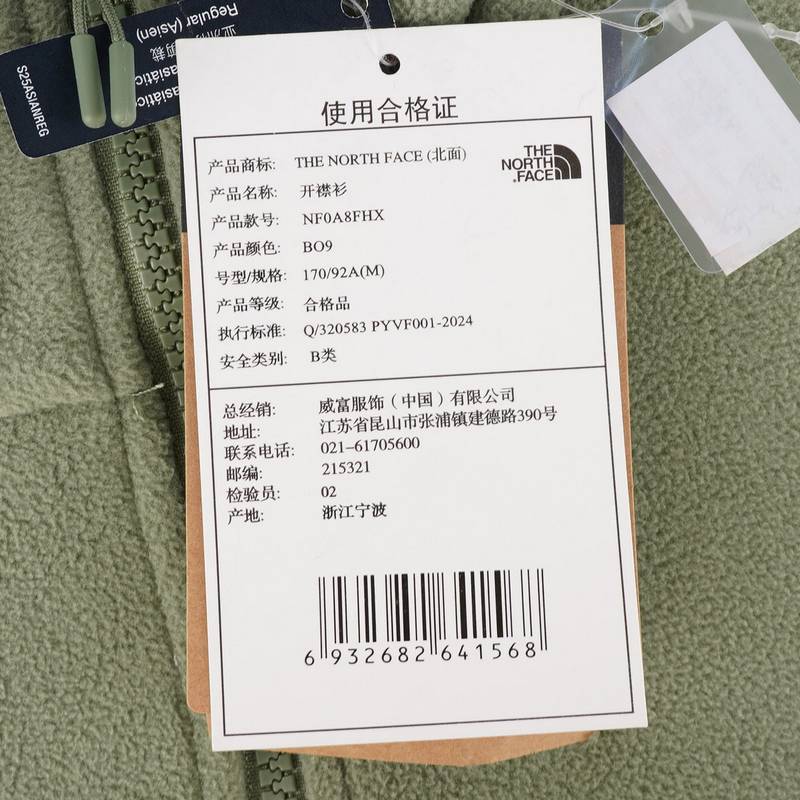 Regular (Asien)
亚洲版
asiátic
asiátic
S25ASIANREG
使用合格证
产品商标: THE NORTH FACE (北面)
THE
NORTH
FACE
产品名称: 开襟衫
产品款号: NF0A8FHX
产品颜色: BO9
号型/规格: 170/92A(M)
产品等级: 合格品
执行标准: Q/320583 PYVF001-2024
安全类别: B类
总经销: 威富服饰（中国）有限公司
地址: 江苏省昆山市张浦镇建德路390号
联系电话: 021-61705600
邮编: 215321
检验员: 02
产地: 浙江宁波
6 932682 641568